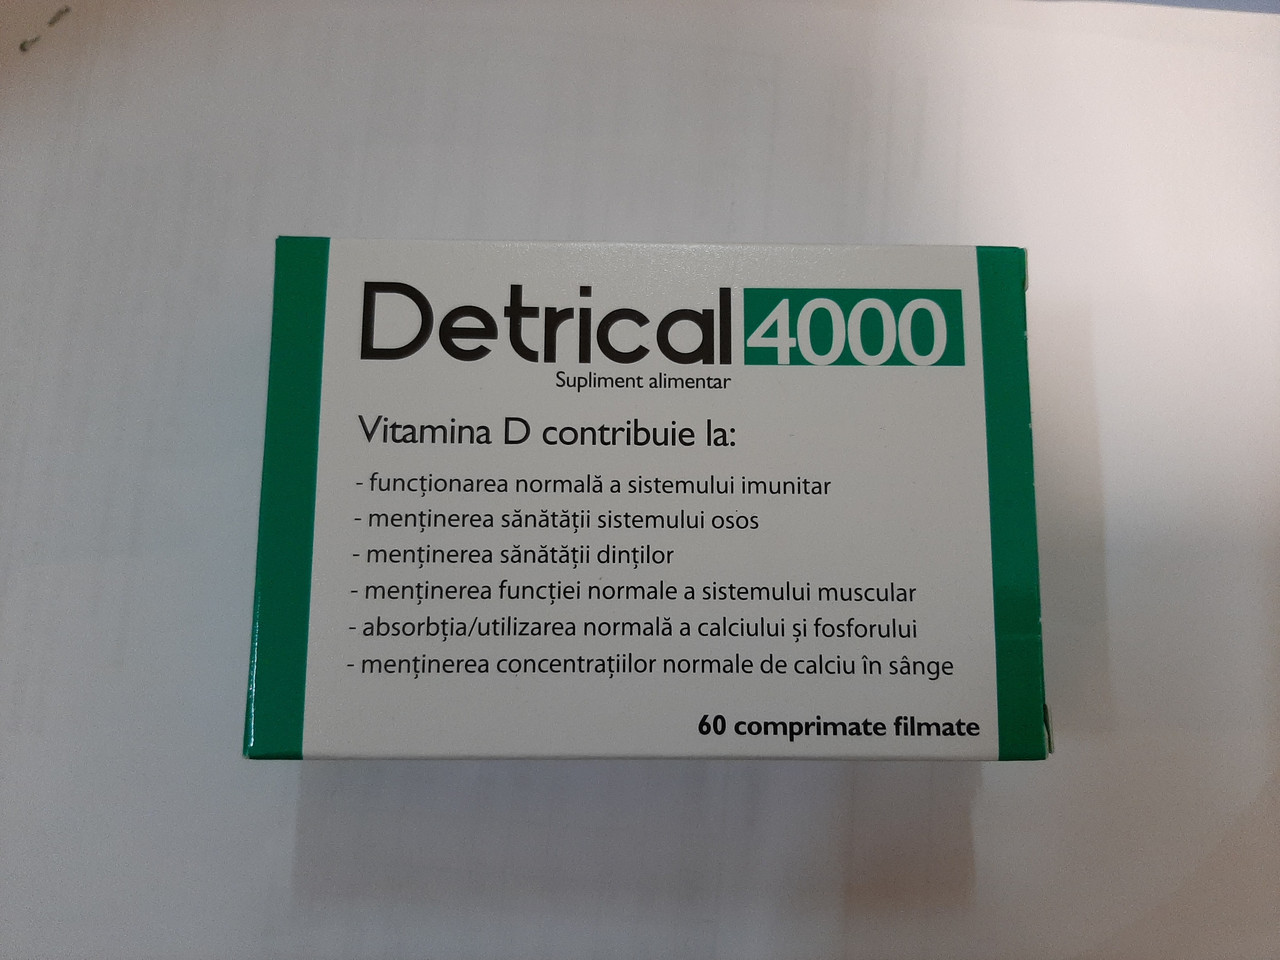 Detrical 4000
Supliment alimentar
Vitamina D contribuie la:
- funcționarea normală a sistemului imunitar
- menținerea sănătății sistemului osos
- menținerea sănătății dinților
- menținerea funcției normale a sistemului muscular
- absorbția/utilizarea normală a calciului și fosforului
- menținerea concentrațiilor normale de calciu în sânge
60 comprimate filmate